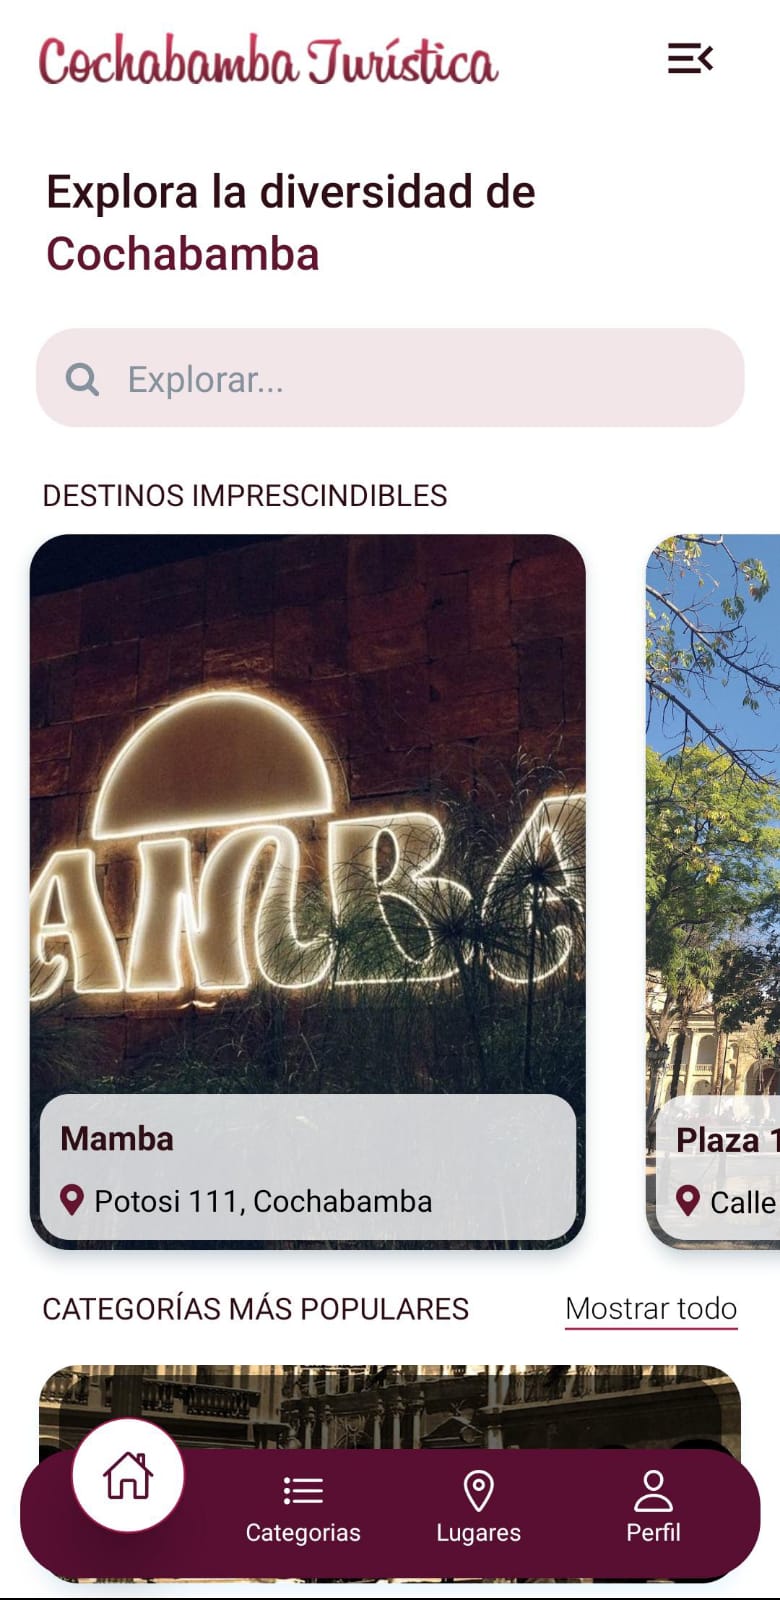 Cochabamba Turística
Explora la diversidad de
Cochabamba
Explorar...
DESTINOS IMPRESCINDIBLES
AMBA
Mamba
Potosi 111, Cochabamba
Plaza 1
Calle
CATEGORÍAS MÁS POPULARES
Mostrar todo
Categorias
Lugares
Perfil